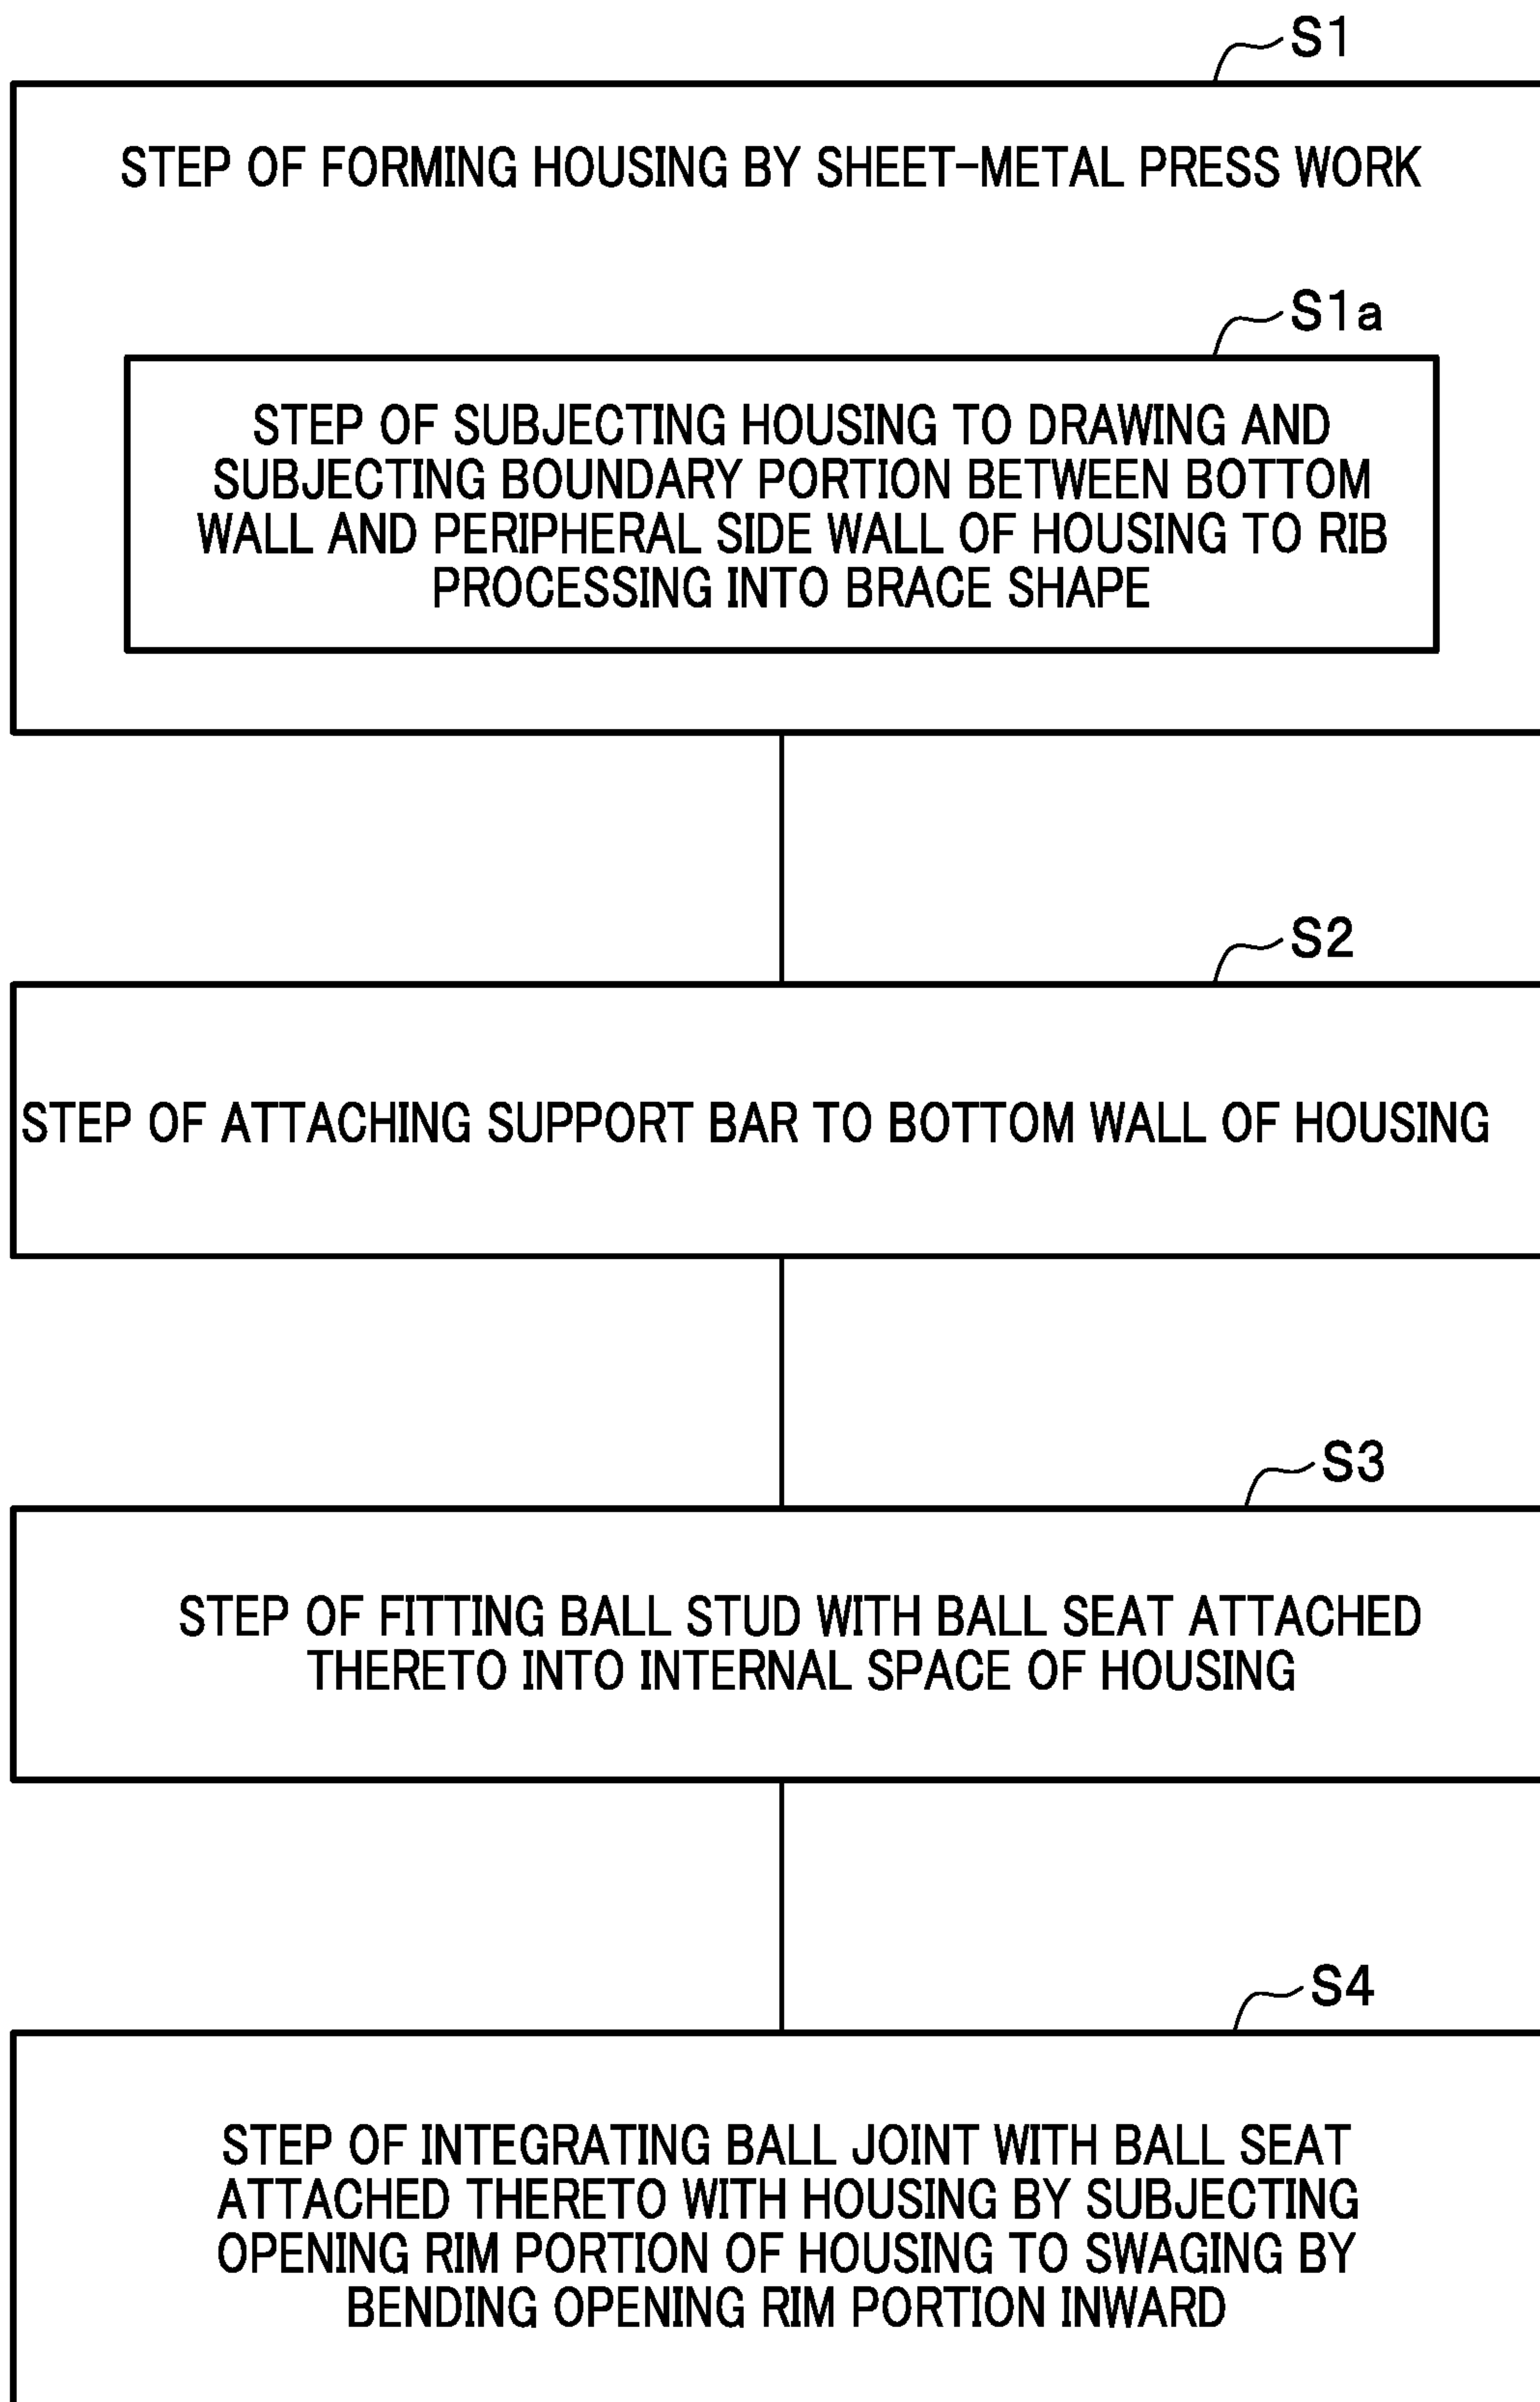 S1
STEP OF FORMING HOUSING BY SHEET-METAL PRESS WORK
S1a
STEP OF SUBJECTING HOUSING TO DRAWING AND
SUBJECTING BOUNDARY PORTION BETWEEN BOTTOM
WALL AND PERIPHERAL SIDE WALL OF HOUSING TO RIB
PROCESSING INTO BRACE SHAPE
S2
STEP OF ATTACHING SUPPORT BAR TO BOTTOM WALL OF HOUSING
S3
STEP OF FITTING BALL STUD WITH BALL SEAT ATTACHED
THERETO INTO INTERNAL SPACE OF HOUSING
S4
STEP OF INTEGRATING BALL JOINT WITH BALL SEAT
ATTACHED THERETO WITH HOUSING BY SUBJECTING
OPENING RIM PORTION OF HOUSING TO SWAGING BY
BENDING OPENING RIM PORTION INWARD